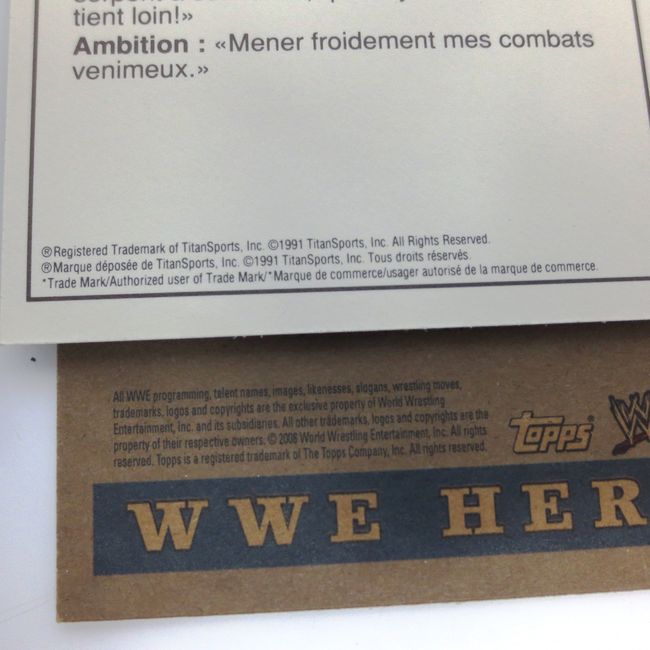 tient loin!»
Ambition : «Mener froidement mes combats
venimeux.»
®Registered Trademark of TitanSports, Inc. ©1991 TitanSports, Inc. All Rights Reserved.
®Marque déposée de TitanSports, Inc. ©1991 TitanSports, Inc. Tous droits réservés.
*Trade Mark/Authorized user of Trade Mark/*Marque de commerce/usager autorisé de la marque de commerce.
All WWE programming, talent names, images, likenesses, slogans, wrestling moves,
trademarks, logos and copyrights are the exclusive property of World Wrestling
Entertainment, inc. and its subsidiaries. All other trademarks, logos and copyrights are the
property of their respective owners. © 2006 World Wrestling Entertainment, Inc. All rights
reserved. Topps is a registered trademark of The Topps Company, Inc. All rights reserved.
topps®
W
WWE HER